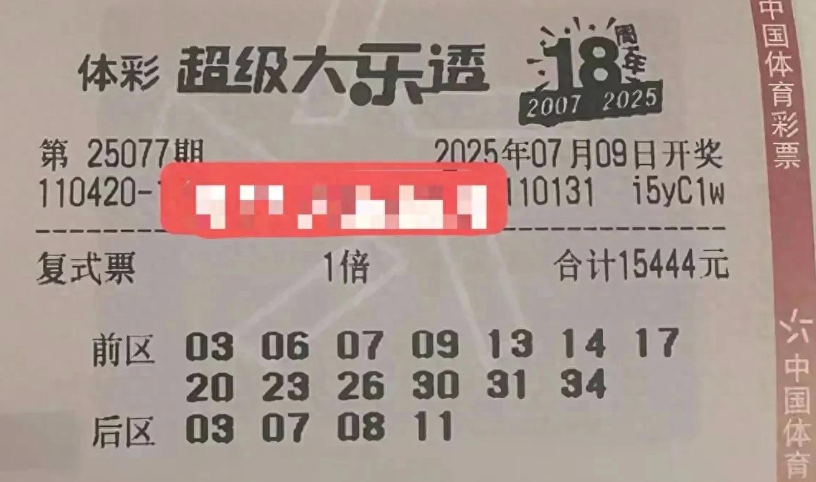 体彩 超级大乐透 18周年
2007 2025
第 25077期 2025年07月09日开奖
110420- 110131 i5yC1w
复式票 1倍 合计15444元
前区 03 06 07 09 13 14 17
20 23 26 30 31 34
后区 03 07 08 11
中国体育彩票
中国体育